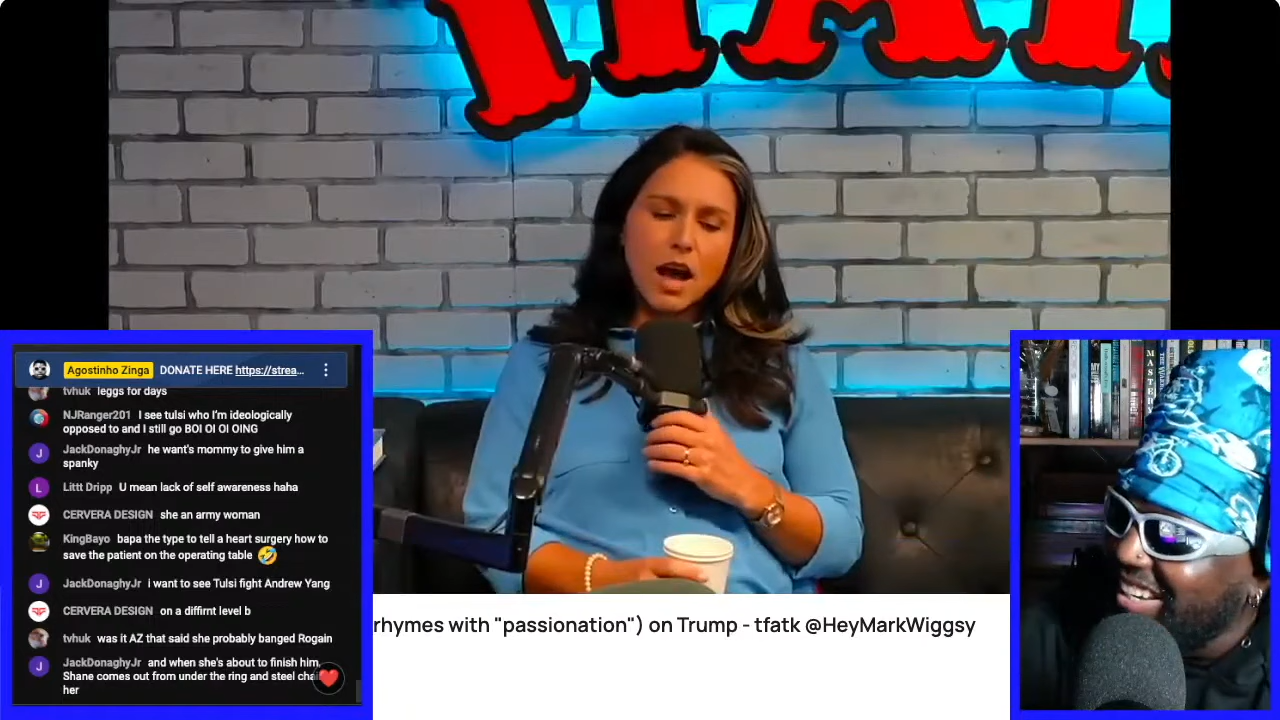 TFATK
Agostinho Zinga DONATE HERE https://strea...
tvhuk leggs for days
NJRanger201 I see tulsi who I'm ideologically
opposed to and I still go BOI OI OI OING
J JackDonaghyJr he want's mommy to give him a
spanky
L Littt Dripp U mean lack of self awareness haha
CERVERA DESIGN she an army woman
KingBayo bapa the type to tell a heart surgery how to
save the patient on the operating table 🤣
J JackDonaghyJr i want to see Tulsi fight Andrew Yang
CERVERA DESIGN on a diffirnt level b
tvhuk was it AZ that said she probably banged Rogain
J JackDonaghyJr and when she's about to finish him,
Shane comes out from under the ring and steel chai
her
rhymes with "passionation") on Trump - tfatk @HeyMarkWiggsy
MASTER